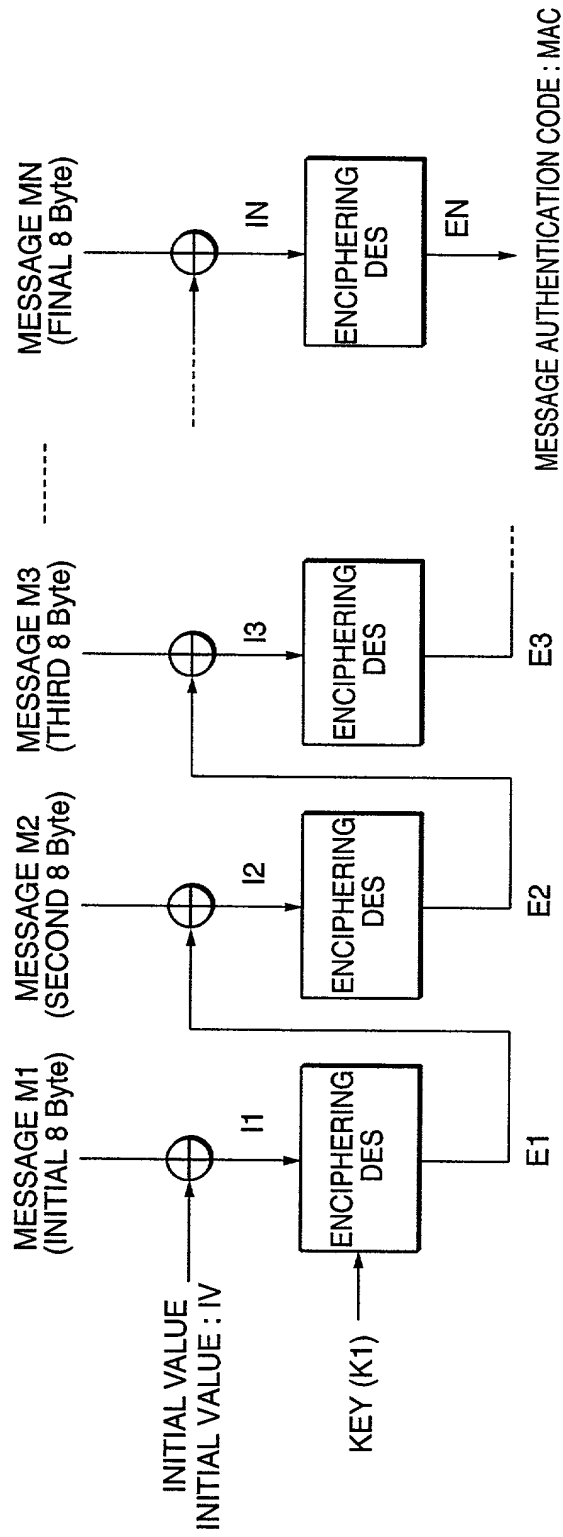 MESSAGE M1
(INITIAL 8 Byte)
MESSAGE M2
(SECOND 8 Byte)
MESSAGE M3
(THIRD 8 Byte)
MESSAGE MN
(FINAL 8 Byte)
INITIAL VALUE
INITIAL VALUE : IV
I1
I2
I3
IN
KEY (K1)
ENCIPHERING
DES
ENCIPHERING
DES
ENCIPHERING
DES
ENCIPHERING
DES
E1
E2
E3
EN
MESSAGE AUTHENTICATION CODE : MAC